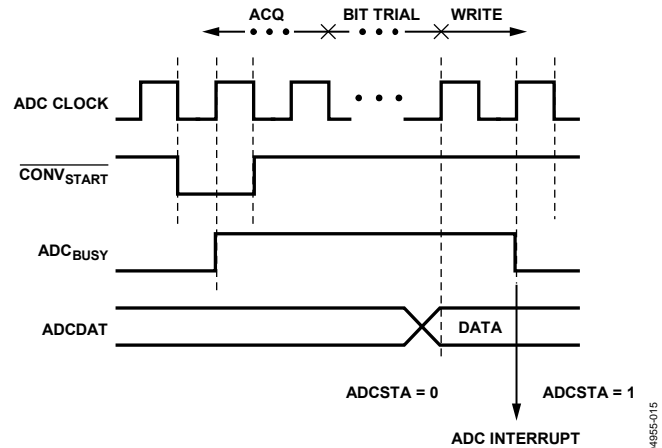 ACQ BIT TRIAL WRITE
ADC CLOCK
CONVSTART
ADCBUSY
ADCDAT
DATA
ADCSTA = 0 ADCSTA = 1
ADC INTERRUPT
04955-015